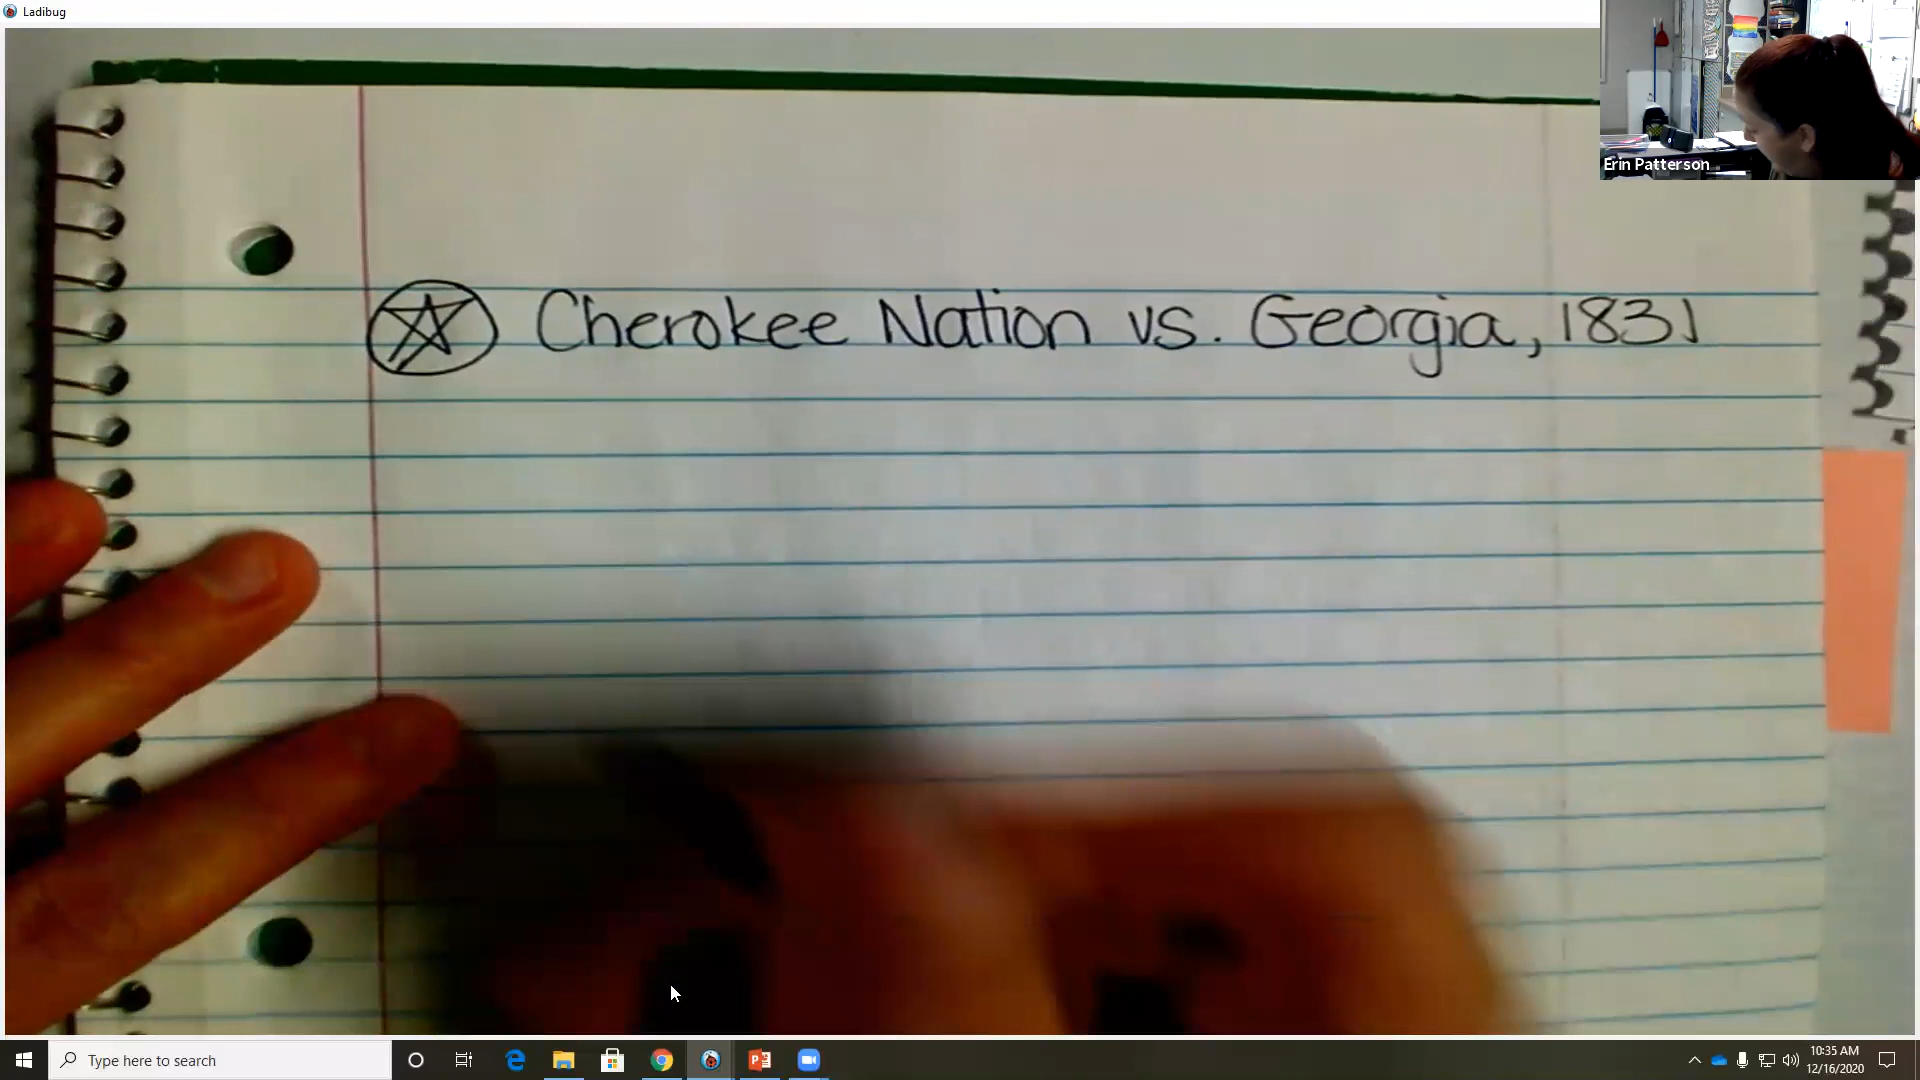 Ladibug
Erin Patterson
Cherokee Nation vs. Georgia, 1831
Type here to search
10:35 AM
12/16/2020